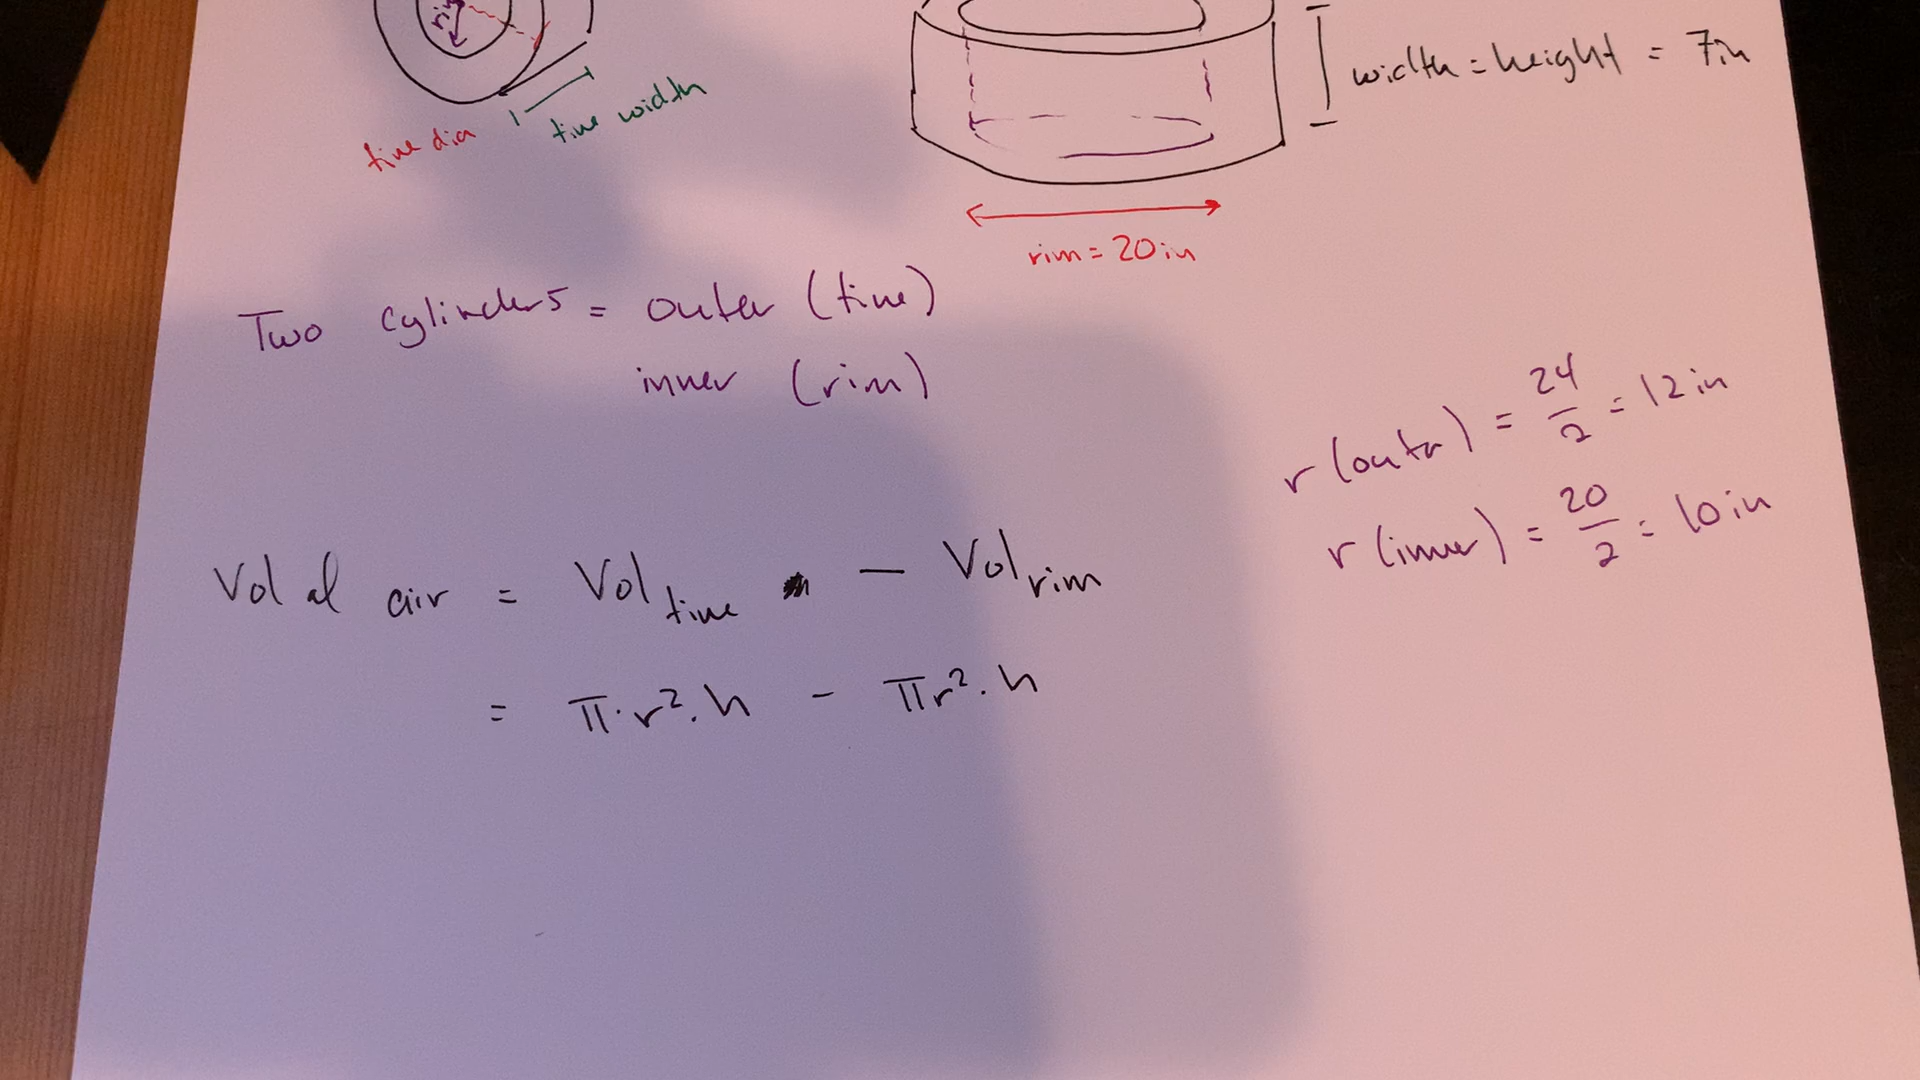 tire dia
tire width
width = height = 7in
rim = 20in
Two cylinders = outer (tire)
inner (rim)
r (outer) = 24/2 = 12 in
r (inner) = 20/2 = 10 in
Vol of air = Vol tire - Vol rim
= π·r²·h - πr²·h